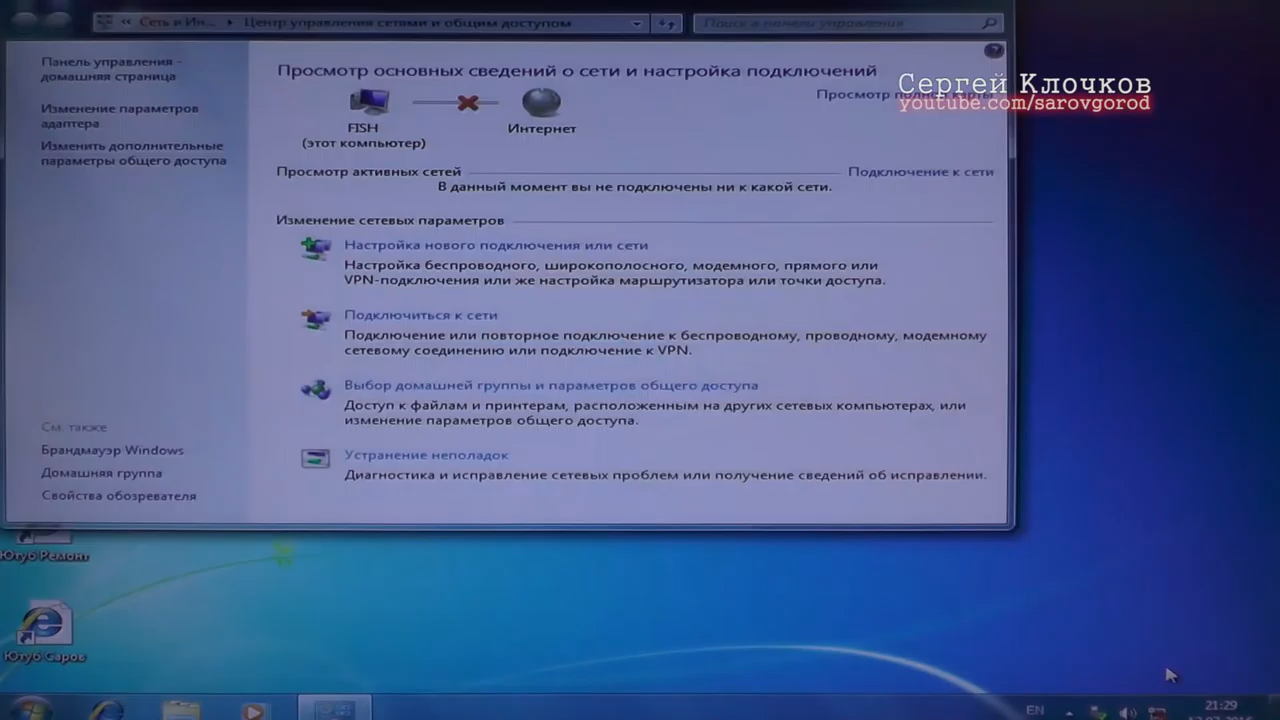 Сеть и Ин...
Центр управления сетями и общим доступом
Поиск в панели управления
Панель управления -
домашняя страница
Изменение параметров
адаптера
Изменить дополнительные
параметры общего доступа
См. также
Брандмауэр Windows
Домашняя группа
Свойства обозревателя
Просмотр основных сведений о сети и настройка подключений
Сергей Клочков
youtube.com/sarovgorod
Просмотр полной карты
FISH
(этот компьютер)
Интернет
Просмотр активных сетей
Подключение к сети
В данный момент вы не подключены ни к какой сети.
Изменение сетевых параметров
Настройка нового подключения или сети
Настройка беспроводного, широкополосного, модемного, прямого или
VPN-подключения или же настройка маршрутизатора или точки доступа.
Подключиться к сети
Подключение или повторное подключение к беспроводному, проводному, модемному
сетевому соединению или подключение к VPN.
Выбор домашней группы и параметров общего доступа
Доступ к файлам и принтерам, расположенным на других сетевых компьютерах, или
изменение параметров общего доступа.
Устранение неполадок
Диагностика и исправление сетевых проблем или получение сведений об исправлении.
Ютуб Ремонт
Ютуб Саров
EN
21:29